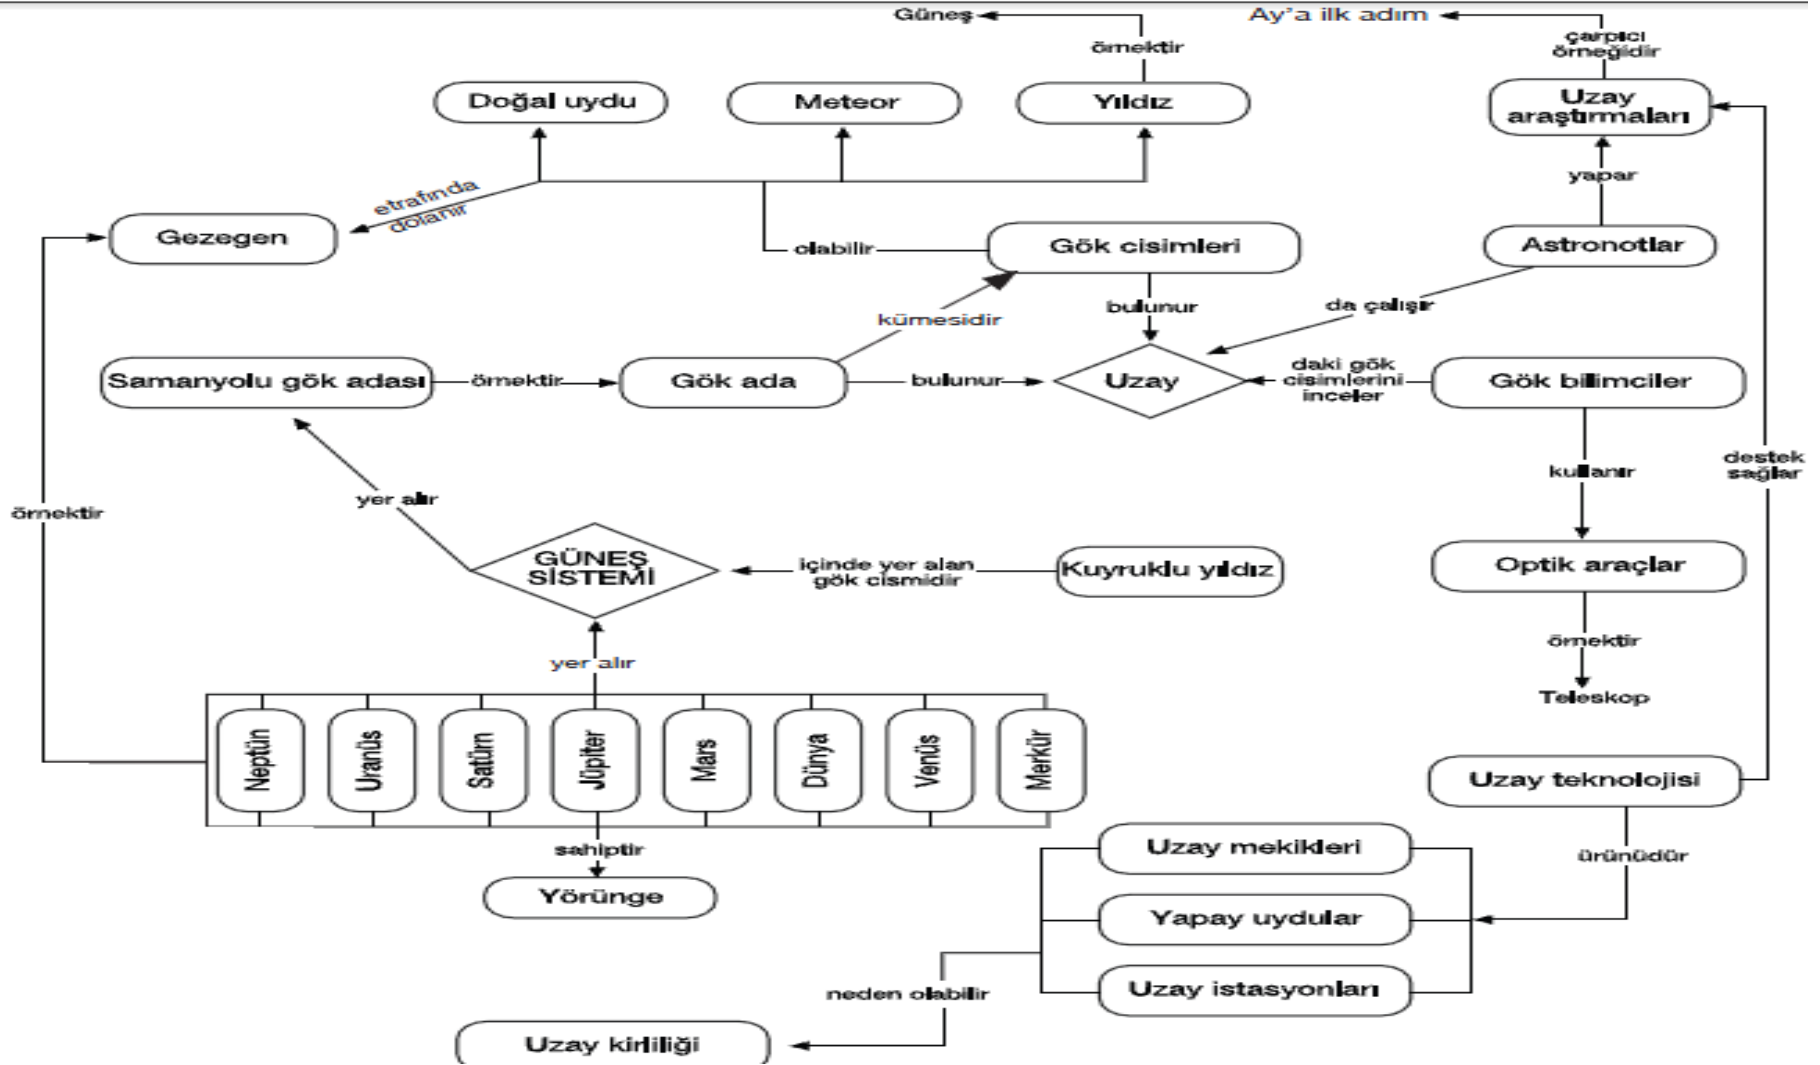 Güneş
Ay’a ilk adım
örnektir
çarpıcı
örneğidir
Doğal uydu
Meteor
Yıldız
Uzay
araştırmaları
etrafında
dolanır
yapar
Gezegen
olabilir
Gök cisimleri
Astronotlar
kümesidir
bulunur
da çalışır
Samanyolu gök adası
örnektir
Gök ada
bulunur
Uzay
daki gök
cisimlerini
inceler
Gök bilimciler
yer alır
kullanır
destek
sağlar
örnektir
GÜNEŞ
SİSTEMİ
içinde yer alan
gök cismidir
Kuyruklu yıldız
Optik araçlar
yer alır
örnektir
Teleskop
Neptün
Uranüs
Satürn
Jüpiter
Mars
Dünya
Venüs
Merkür
Uzay teknolojisi
sahiptir
Uzay mekikleri
ürünüdür
Yörünge
Yapay uydular
neden olabilir
Uzay istasyonları
Uzay kirliliği